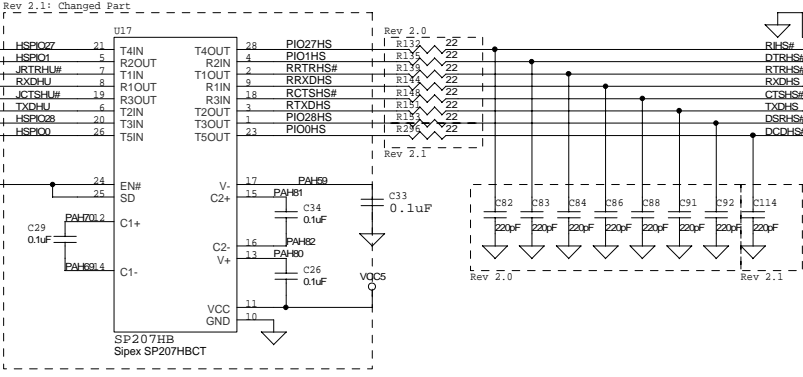 Rev 2.1: Changed Part
U17
Rev 2.0
HSPIO27 21 T4IN T4OUT 28 PIO27HS R132 22 RIHS#
HSPIO1 5 R2OUT R2IN 4 PIO1HS R135 22 DTRHS#
JRTRHU# 7 T1IN T1OUT 2 RRTRHS# R139 22 RTRHS#
RXDHU 8 R1OUT R1IN 9 RRXDHS R144 22 RXDHS
JCTSHU# 19 R3OUT R3IN 18 RCTSHS# R148 22 CTSHS#
TXDHU 6 T2IN T2OUT 3 RTXDHS R151 22 TXDHS
HSPIO28 20 T3IN T3OUT 1 PIO28HS R153 22 DSRHS#
HSPIO0 26 T5IN T5OUT 23 PIO0HS R296 22 DCDHS#
Rev 2.1
24 EN# V- 17 PAH59
25 SD C2+ 15 PAH81
C33
0.1uF
C34
0.1uF
C82 C83 C84 C86 C88 C91 C92 C114
220pF 220pF 220pF 220pF 220pF 220pF 220pF 220pF
PAH70 12 C1+
C29
0.1uF
C2- 16 PAH82
V+ 13 PAH80
PAH69 14 C1-
C26
0.1uF
VCC5
Rev 2.0 Rev 2.1
VCC 11
GND 10
SP207HB
Sipex SP207HBCT